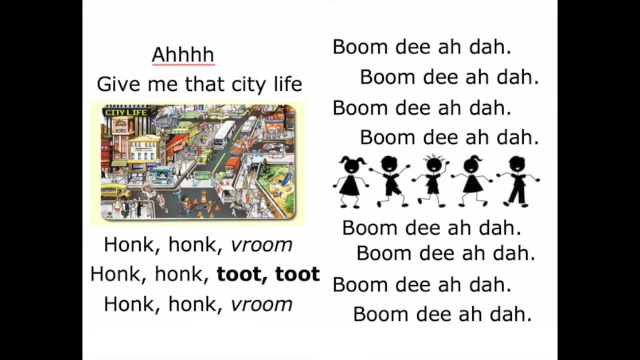 Ahhhh
Give me that city life
CITY LIFE
Honk, honk, vroom
Honk, honk, toot, toot
Honk, honk, vroom
Boom dee ah dah.
Boom dee ah dah.
Boom dee ah dah.
Boom dee ah dah.
Boom dee ah dah.
Boom dee ah dah.
Boom dee ah dah.
Boom dee ah dah.